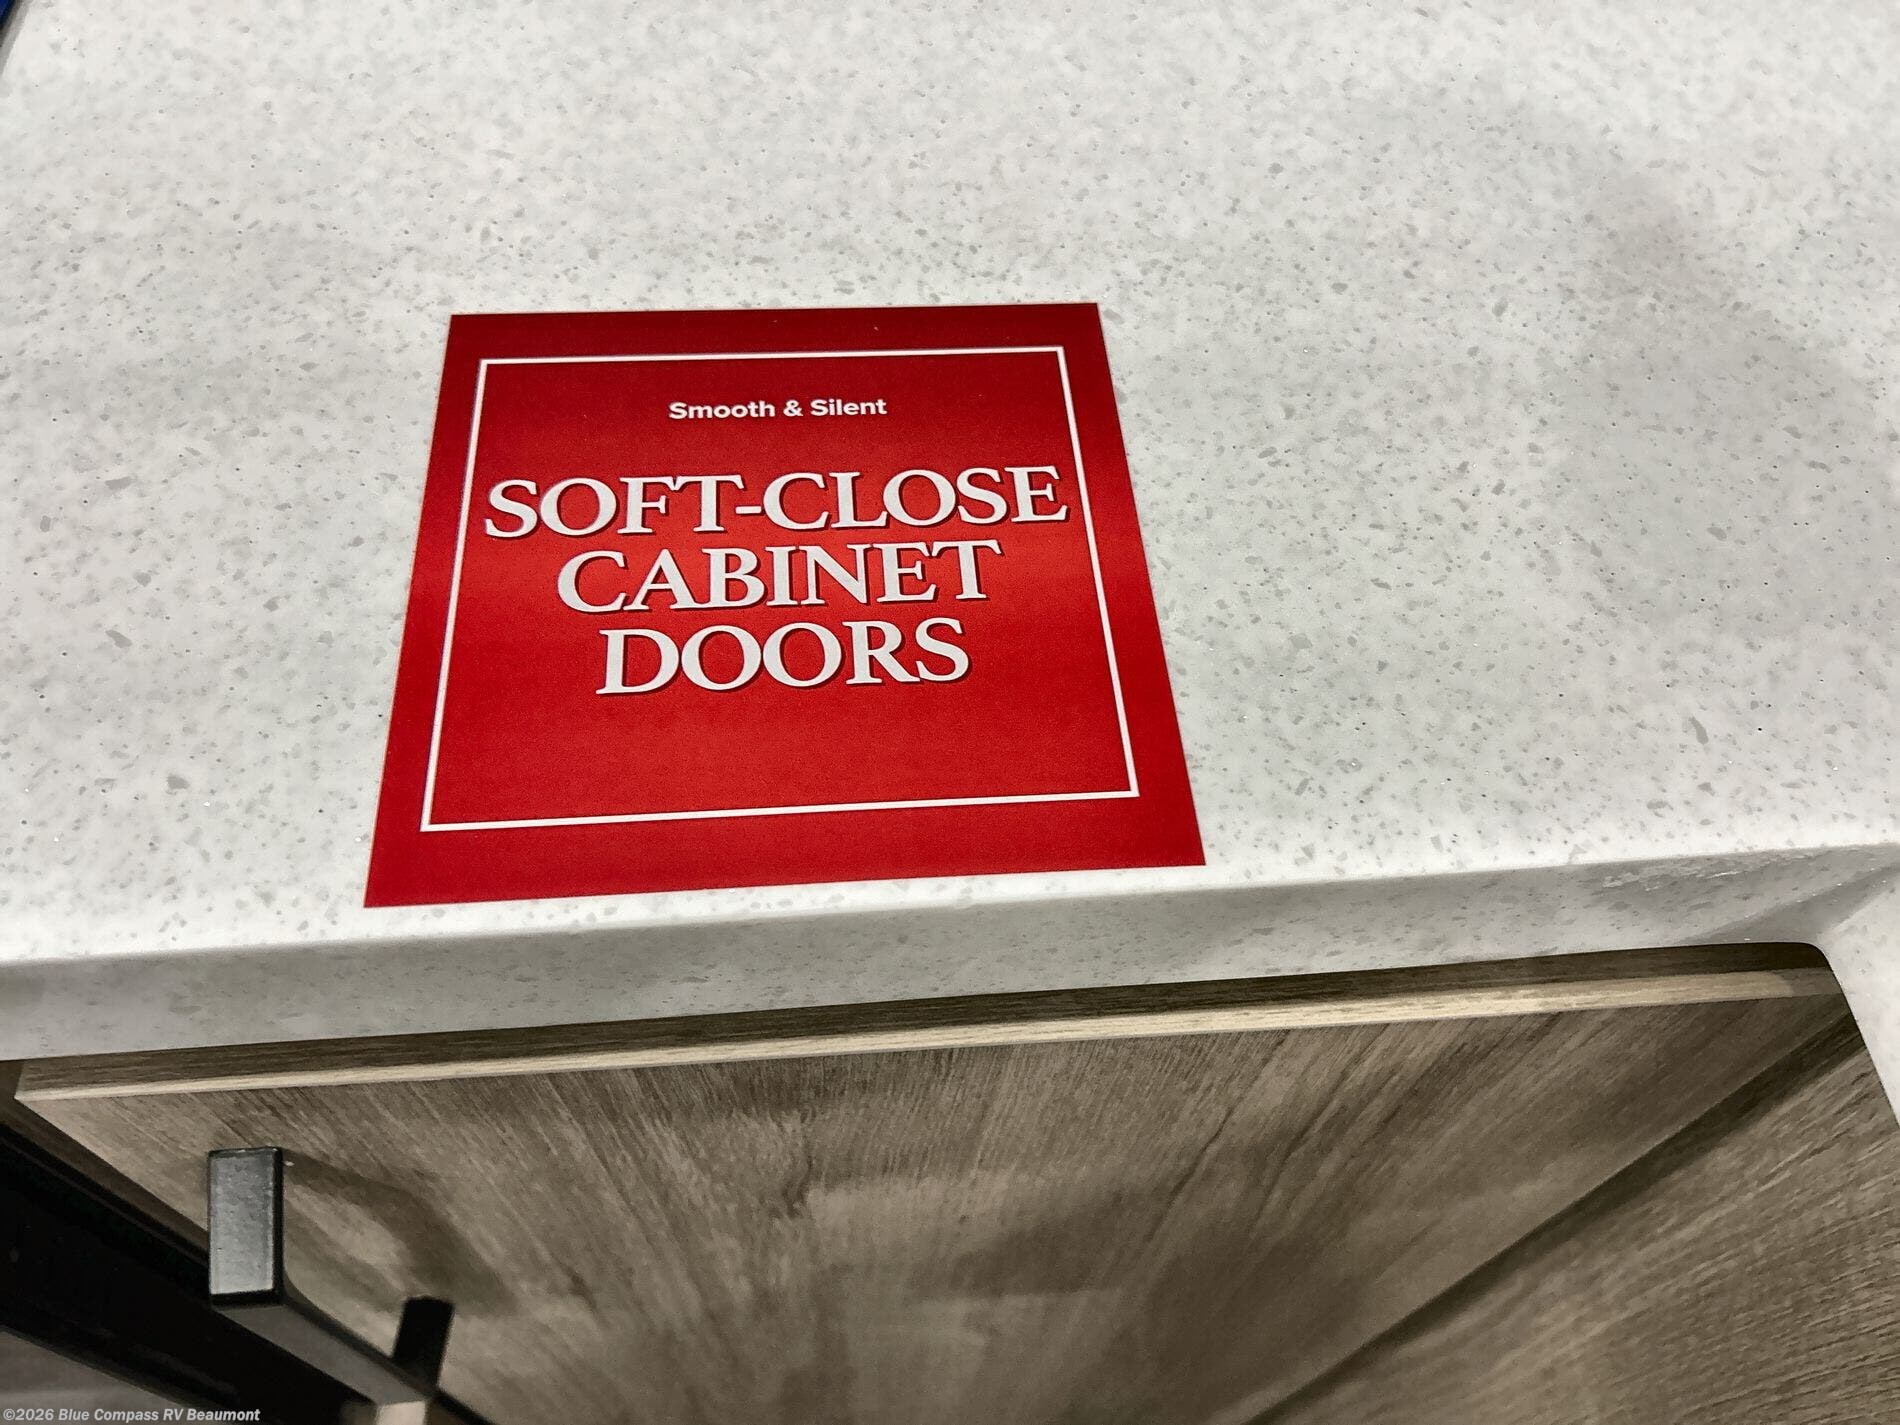 Smooth & Silent
SOFT-CLOSE
CABINET
DOORS
©2026 Blue Compass RV Beaumont